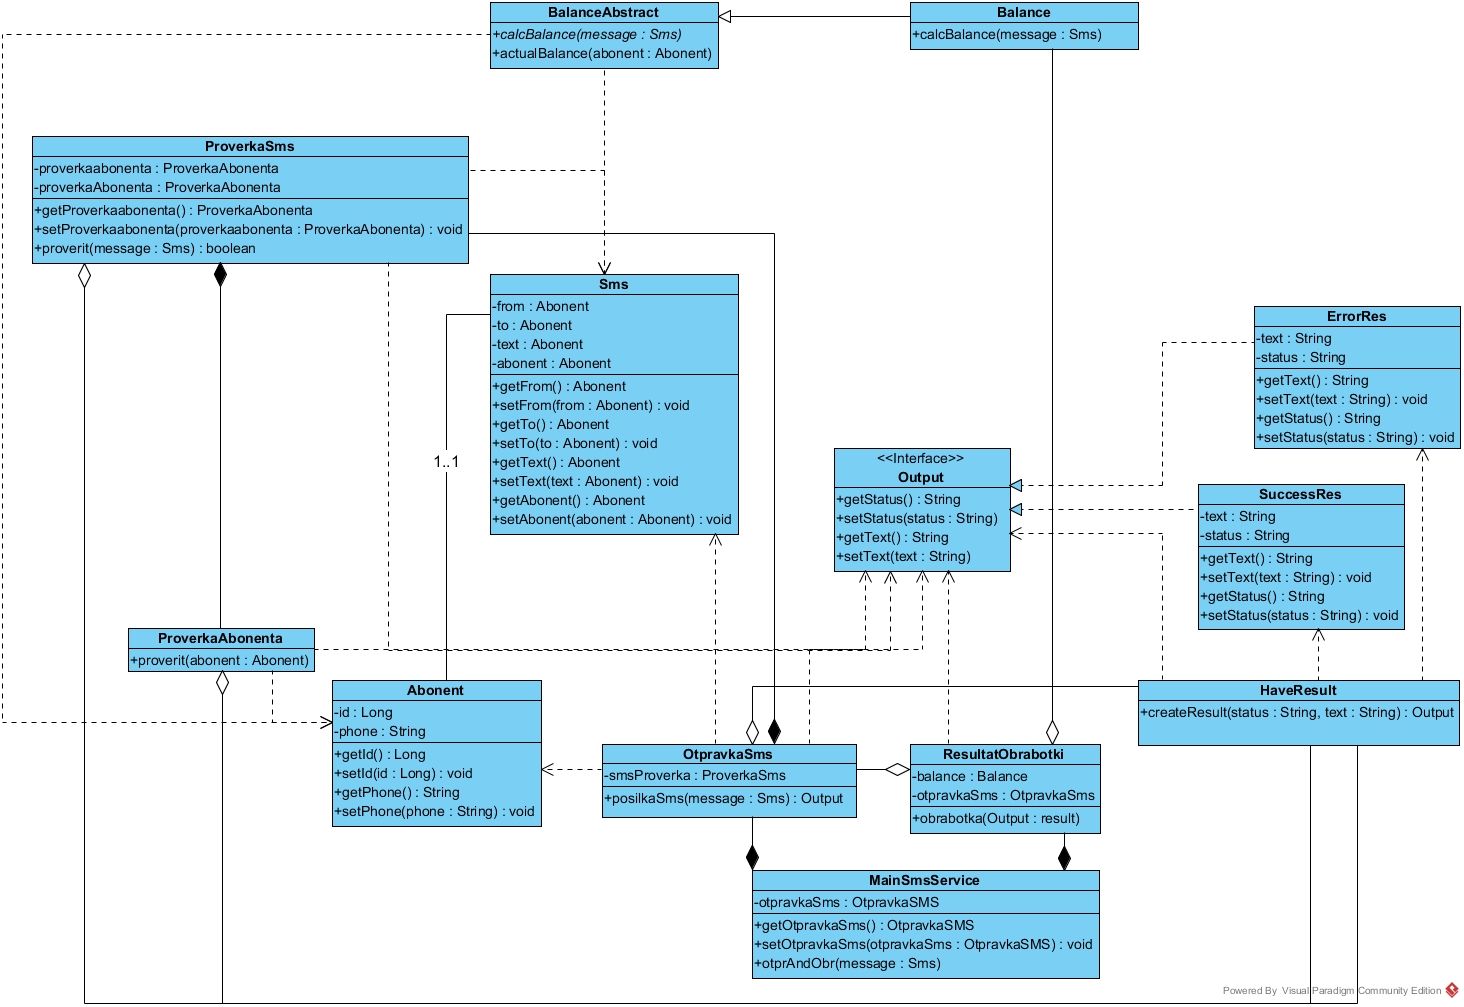 BalanceAbstract
+calcBalance(message : Sms)
+actualBalance(abonent : Abonent)
Balance
+calcBalance(message : Sms)
ProverkaSms
-proverkaabonenta : ProverkaAbonenta
-proverkaAbonenta : ProverkaAbonenta
+getProverkaabonenta() : ProverkaAbonenta
+setProverkaabonenta(proverkaabonenta : ProverkaAbonenta) : void
+proverit(message : Sms) : boolean
Sms
-from : Abonent
-to : Abonent
-text : Abonent
-abonent : Abonent
+getFrom() : Abonent
+setFrom(from : Abonent) : void
+getTo() : Abonent
+setTo(to : Abonent) : void
+getText() : Abonent
+setText(text : Abonent) : void
+getAbonent() : Abonent
+setAbonent(abonent : Abonent) : void
1..1
ErrorRes
-text : String
-status : String
+getText() : String
+setText(text : String) : void
+getStatus() : String
+setStatus(status : String) : void
<<Interface>>
Output
+getStatus() : String
+setStatus(status : String)
+getText() : String
+setText(text : String)
SuccessRes
-text : String
-status : String
+getText() : String
+setText(text : String) : void
+getStatus() : String
+setStatus(status : String) : void
ProverkaAbonenta
+proverit(abonent : Abonent)
Abonent
-id : Long
-phone : String
+getId() : Long
+setId(id : Long) : void
+getPhone() : String
+setPhone(phone : String) : void
HaveResult
+createResult(status : String, text : String) : Output
OtpravkaSms
-smsProverka : ProverkaSms
+posilkaSms(message : Sms) : Output
ResultatObrabotki
-balance : Balance
-otpravkaSms : OtpravkaSms
+obrabotka(Output : result)
MainSmsService
-otpravkaSms : OtpravkaSMS
+getOtpravkaSms() : OtpravkaSMS
+setOtpravkaSms(otpravkaSms : OtpravkaSMS) : void
+otprAndObr(message : Sms)
Powered By Visual Paradigm Community Edition